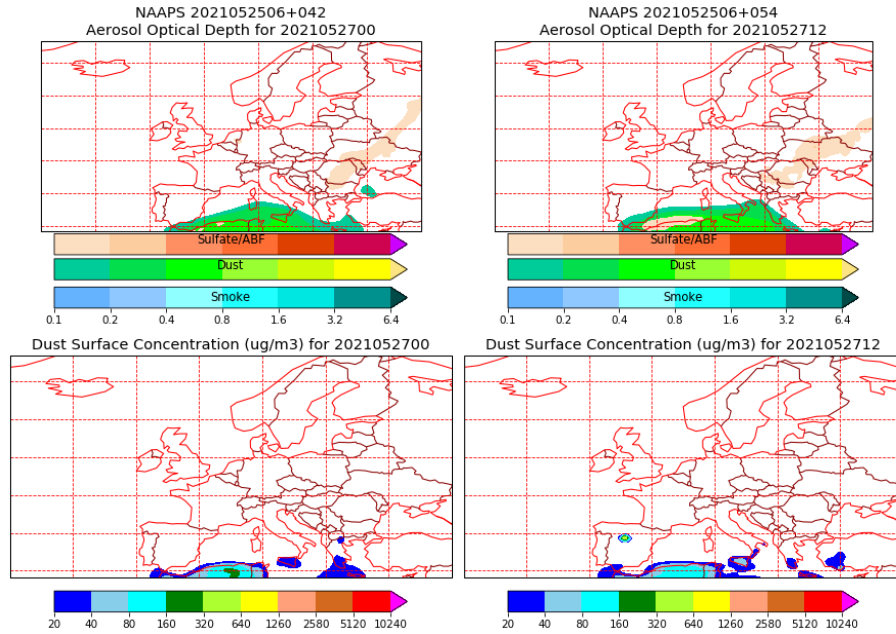 NAAPS 2021052506+042
Aerosol Optical Depth for 2021052700
NAAPS 2021052506+054
Aerosol Optical Depth for 2021052712
Sulfate/ABF
Dust
Smoke
0.1 0.2 0.4 0.8 1.6 3.2 6.4
Sulfate/ABF
Dust
Smoke
0.1 0.2 0.4 0.8 1.6 3.2 6.4
Dust Surface Concentration (ug/m3) for 2021052700
Dust Surface Concentration (ug/m3) for 2021052712
20 40 80 160 320 640 1260 2580 5120 10240
20 40 80 160 320 640 1260 2580 5120 10240